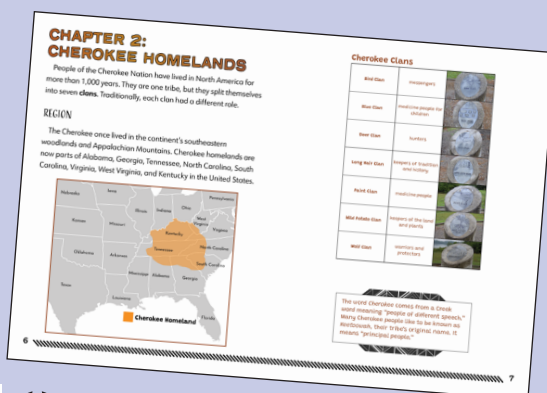 CHAPTER 2:
CHEROKEE HOMELANDS
People of the Cherokee Nation have lived in North America for
more than 1,000 years. They are one tribe, but they split themselves
into seven clans. Traditionally, each clan had a different role.
REGION
The Cherokee once lived in the continent's southeastern
woodlands and Appalachian Mountains. Cherokee homelands are
now parts of Alabama, Georgia, Tennessee, North Carolina, South
Carolina, Virginia, West Virginia, and Kentucky in the United States.
Nebraska
Iowa
Illinois
Indiana
Ohio
Pennsylvania
West
Virginia
Virginia
Kansas
Missouri
Kentucky
Tennessee
North Carolina
South Carolina
Oklahoma
Arkansas
Mississippi
Alabama
Georgia
Texas
Louisiana
Florida
Cherokee Homeland
6
Cherokee Clans
Bird Clan
messengers
Blue Clan
medicine people for
children
Deer Clan
hunters
Long Hair Clan
keepers of tradition
and history
Paint Clan
medicine people
Wild Potato Clan
keepers of the land
and plants
Wolf Clan
warriors and
protectors
The word Cherokee comes from a Creek
word meaning "people of different speech."
Many Cherokee people like to be known as
their tribe's original name. It
means "principal people."
7